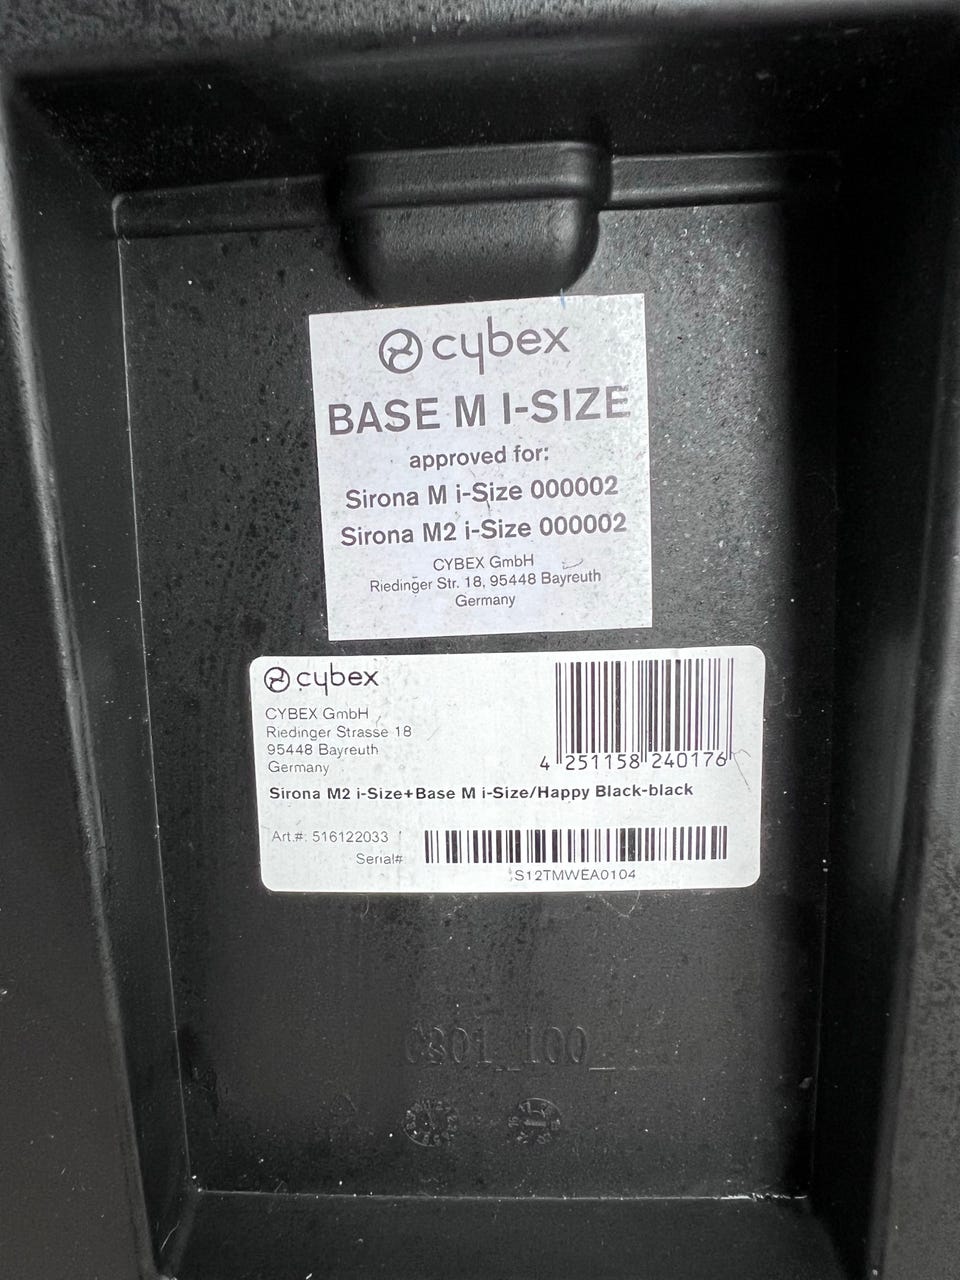 cybex
BASE M I-SIZE
approved for:
Sirona M i-Size 000002
Sirona M2 i-Size 000002
CYBEX GmbH
Riedinger Str. 18, 95448 Bayreuth
Germany
cybex
CYBEX GmbH
Riedinger Strasse 18
95448 Bayreuth
Germany
4 251158 240176
Sirona M2 i-Size+Base M i-Size/Happy Black-black
Art.#: 516122033
Serial#
S12TMWEA0104